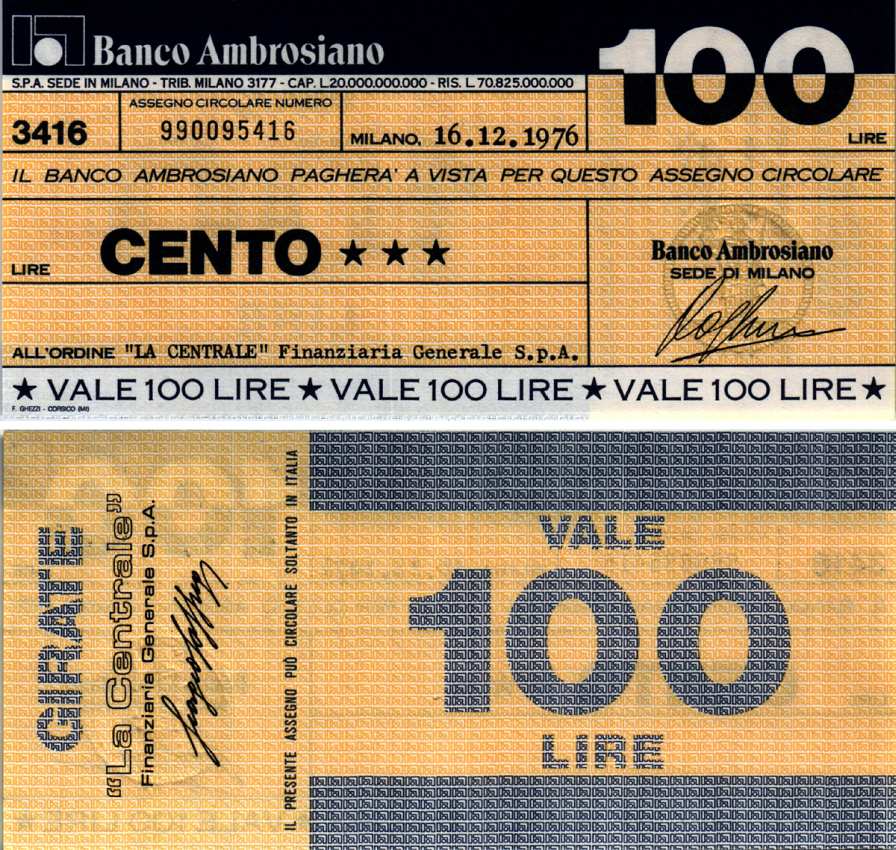 Banco Ambrosiano
100
S.P.A. SEDE IN MILANO - TRIB. MILANO 3177 - CAP. L.20.000.000.000 - RIS. L.70.825.000.000
ASSEGNO CIRCOLARE NUMERO
3416 990095416 MILANO, 16.12.1976 LIRE
IL BANCO AMBROSIANO PAGHERA' A VISTA PER QUESTO ASSEGNO CIRCOLARE
LIRE CENTO ★ ★ ★
Banco Ambrosiano
SEDE DI MILANO
ALL'ORDINE "LA CENTRALE" Finanziaria Generale S.p.A.
★ VALE 100 LIRE ★ VALE 100 LIRE ★ VALE 100 LIRE ★
F. GHEZZI - CORSICO (MI)
GIRATE
"La Centrale"
Finanziaria Generale S.p.A.
IL PRESENTE ASSEGNO PUÒ CIRCOLARE SOLTANTO IN ITALIA
VALE
100
LIRE